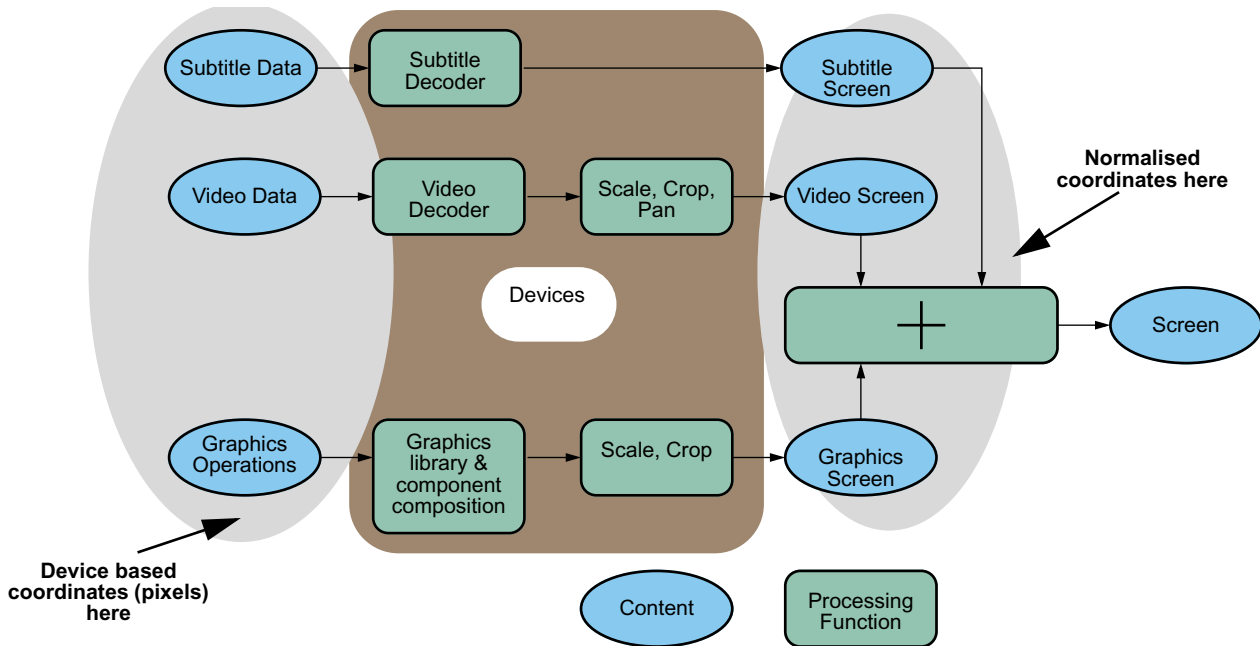 Subtitle Data
Subtitle
Decoder
Subtitle
Screen
Video Data
Video
Decoder
Scale, Crop,
Pan
Video Screen
Normalised
coordinates here
Devices
Screen
Graphics
Operations
Graphics
library &
component
composition
Scale, Crop
Graphics
Screen
Device based
coordinates (pixels)
here
Content
Processing
Function